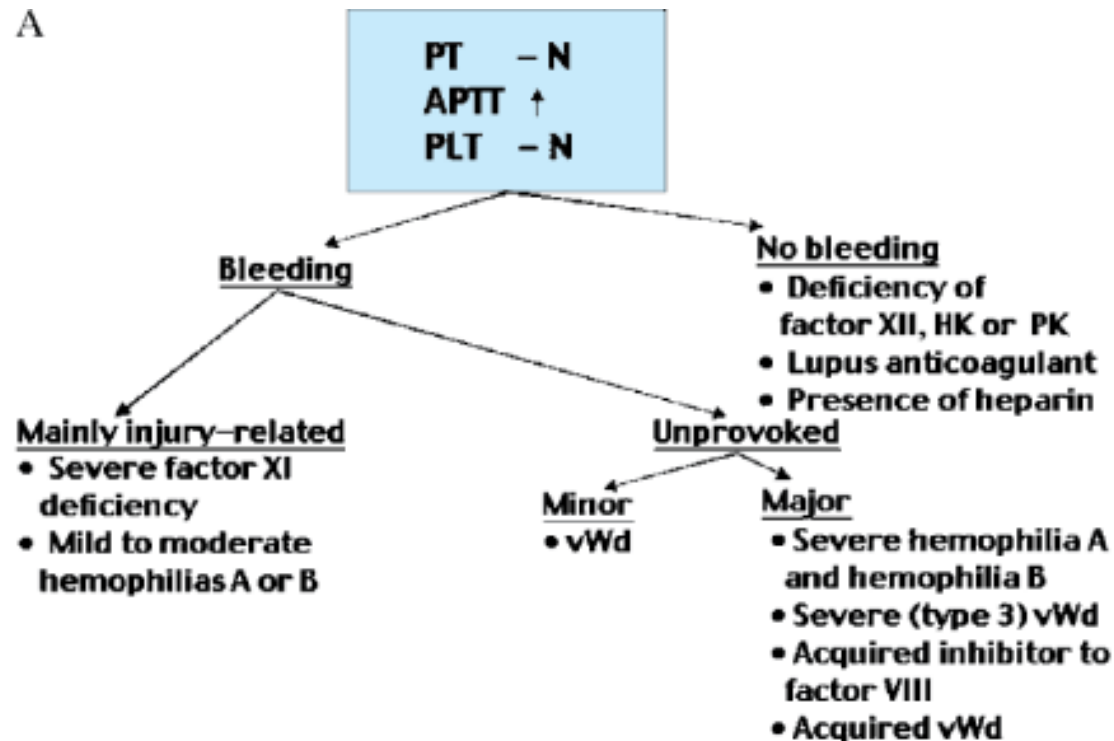 A
PT – N
APTT ↑
PLT – N
Bleeding
No bleeding
• Deficiency of
factor XII, HK or PK
• Lupus anticoagulant
• Presence of heparin
Mainly injury–related
• Severe factor XI
deficiency
• Mild to moderate
hemophilias A or B
Unprovoked
Minor
• vWd
Major
• Severe hemophilia A
and hemophilia B
• Severe (type 3) vWd
• Acquired inhibitor to
factor VIII
• Acquired vWd